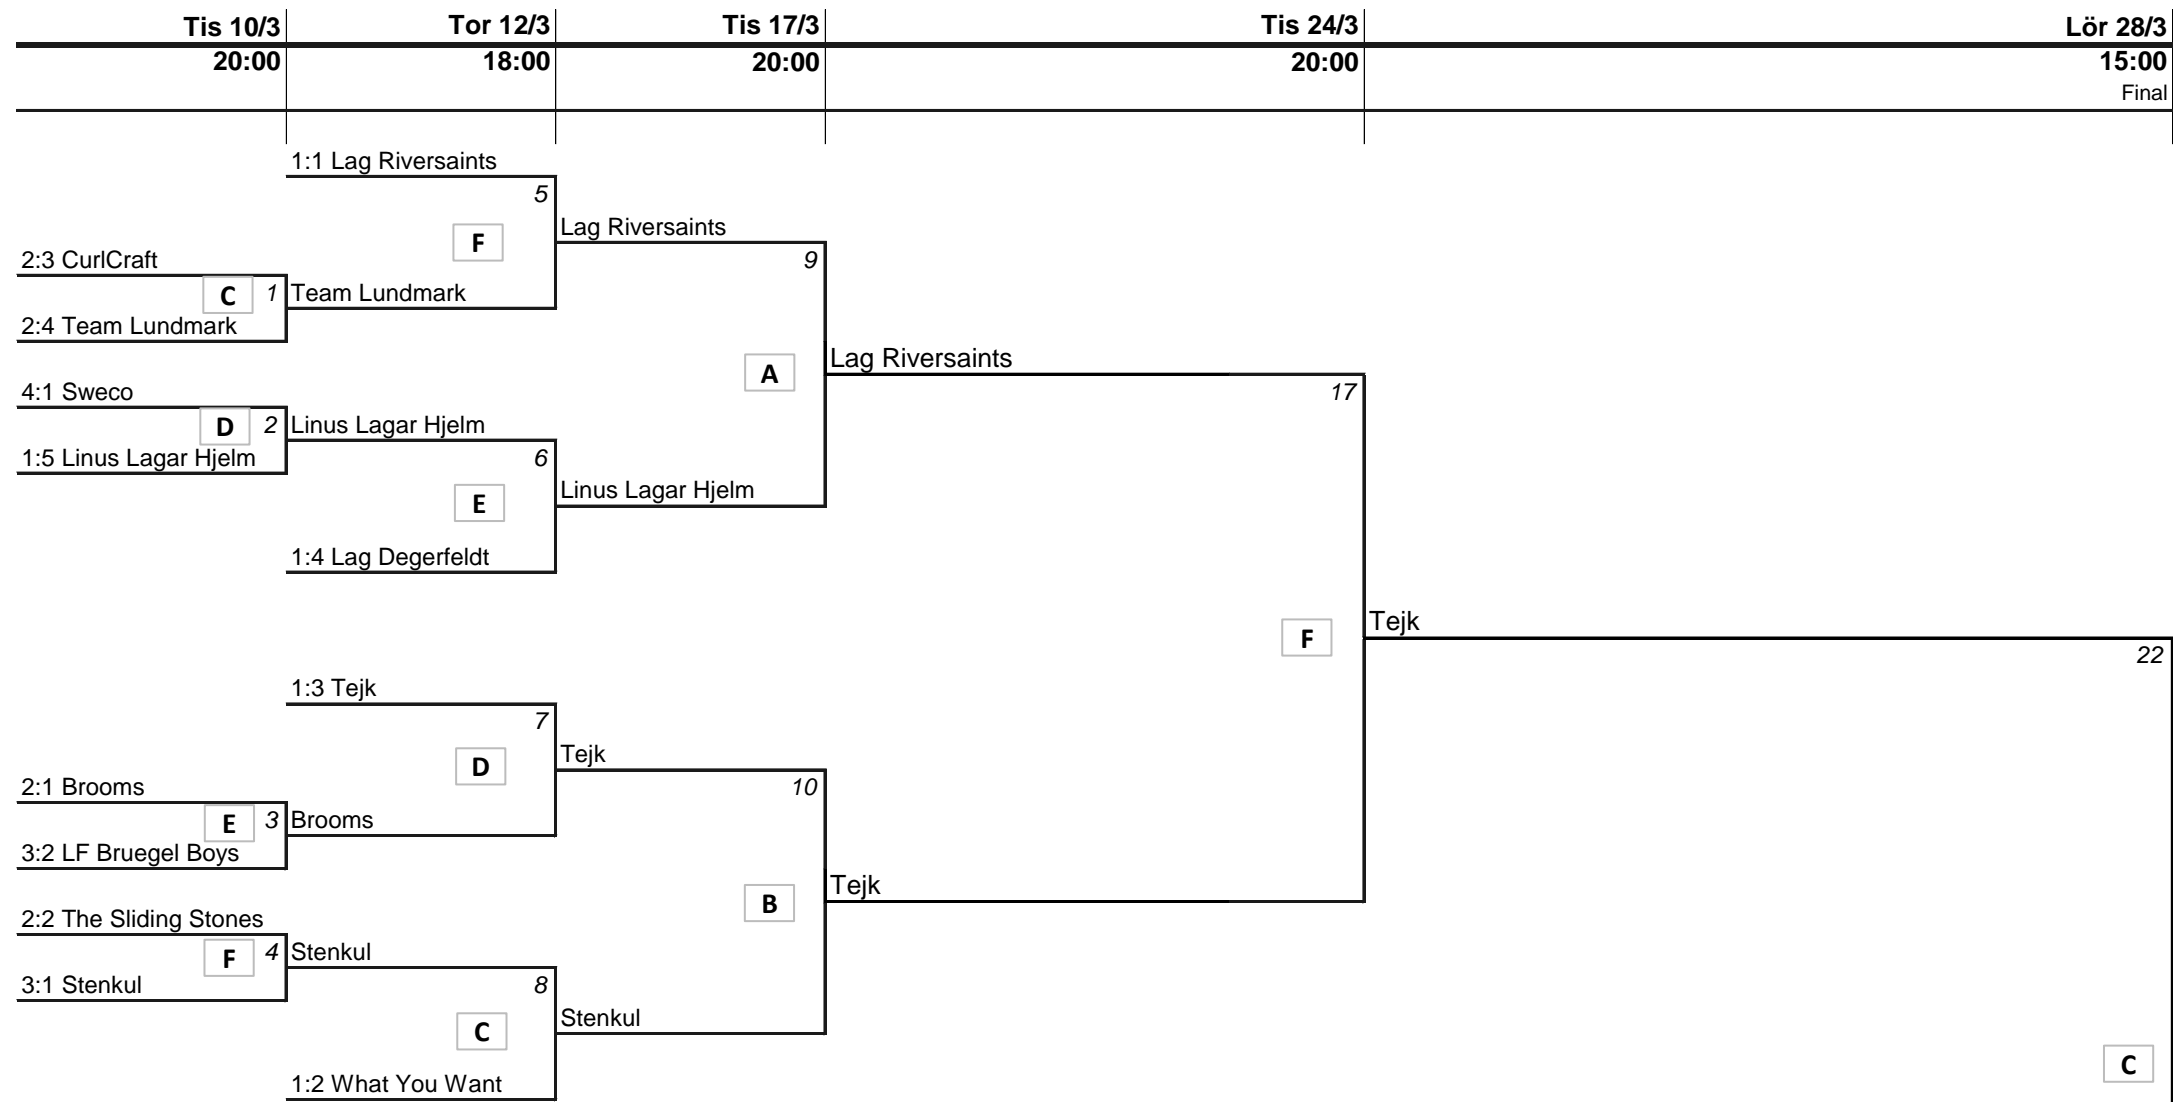 Tis 10/3 Tor 12/3 Tis 17/3 Tis 24/3 Lör 28/3
20:00 18:00 20:00 20:00 15:00
Final
1:1 Lag Riversaints
5
Lag Riversaints
F
2:3 CurlCraft
9
C 1 Team Lundmark
2:4 Team Lundmark
Lag Riversaints
A
4:1 Sweco
17
D 2 Linus Lagar Hjelm
1:5 Linus Lagar Hjelm
6
Linus Lagar Hjelm
E
1:4 Lag Degerfeldt
Tejk
F
22
1:3 Tejk
7
Tejk
D
2:1 Brooms
10
E 3 Brooms
3:2 LF Bruegel Boys
Tejk
B
2:2 The Sliding Stones
F 4 Stenkul
3:1 Stenkul
8
Stenkul
C
C
1:2 What You Want